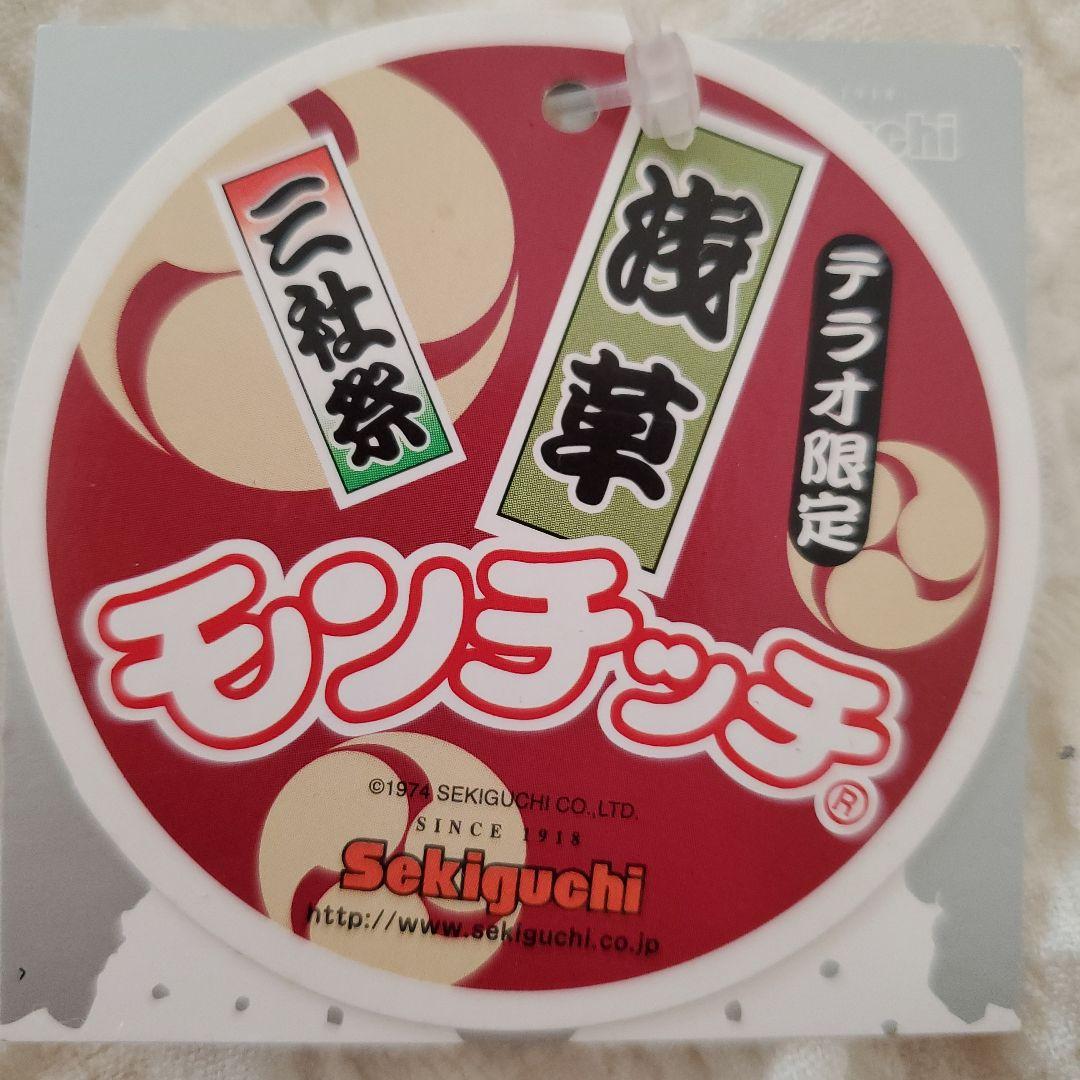 三社祭
浅草
テラオ限定
モンチッチ®
©1974 SEKIGUCHI CO.,LTD.
SINCE 1918
Sekiguchi
http://www.sekiguchi.co.jp